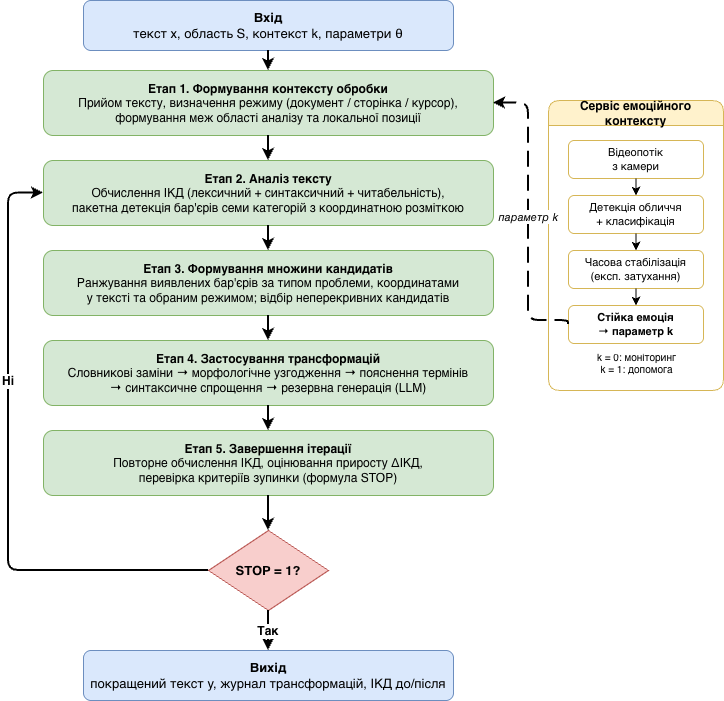 Вхід
текст x, область S, контекст k, параметри θ
Етап 1. Формування контексту обробки
Прийом тексту, визначення режиму (документ / сторінка / курсор),
формування меж області аналізу та локальної позиції
Етап 2. Аналіз тексту
Обчислення ІКД (лексичний + синтаксичний + читабельність),
пакетна детекція бар'єрів семи категорій з координатною розміткою
Етап 3. Формування множини кандидатів
Ранжування виявлених бар'єрів за типом проблеми, координатами
у тексті та обраним режимом; відбір неперекривних кандидатів
Етап 4. Застосування трансформацій
Словникові заміни → морфологічне узгодження → пояснення термінів
→ синтаксичне спрощення → резервна генерація (LLM)
Етап 5. Завершення ітерації
Повторне обчислення ІКД, оцінювання приросту ΔІКД,
перевірка критеріїв зупинки (формула STOP)
STOP = 1?
Ні
Так
Вихід
покращений текст y, журнал трансформацій, ІКД до/після
параметр k
Сервіс емоційного
контексту
Відеопотік
з камери
Детекція обличчя
+ класифікація
Часова стабілізація
(експ. затухання)
Стійка емоція
→ параметр k
k = 0: моніторинг
k = 1: допомога